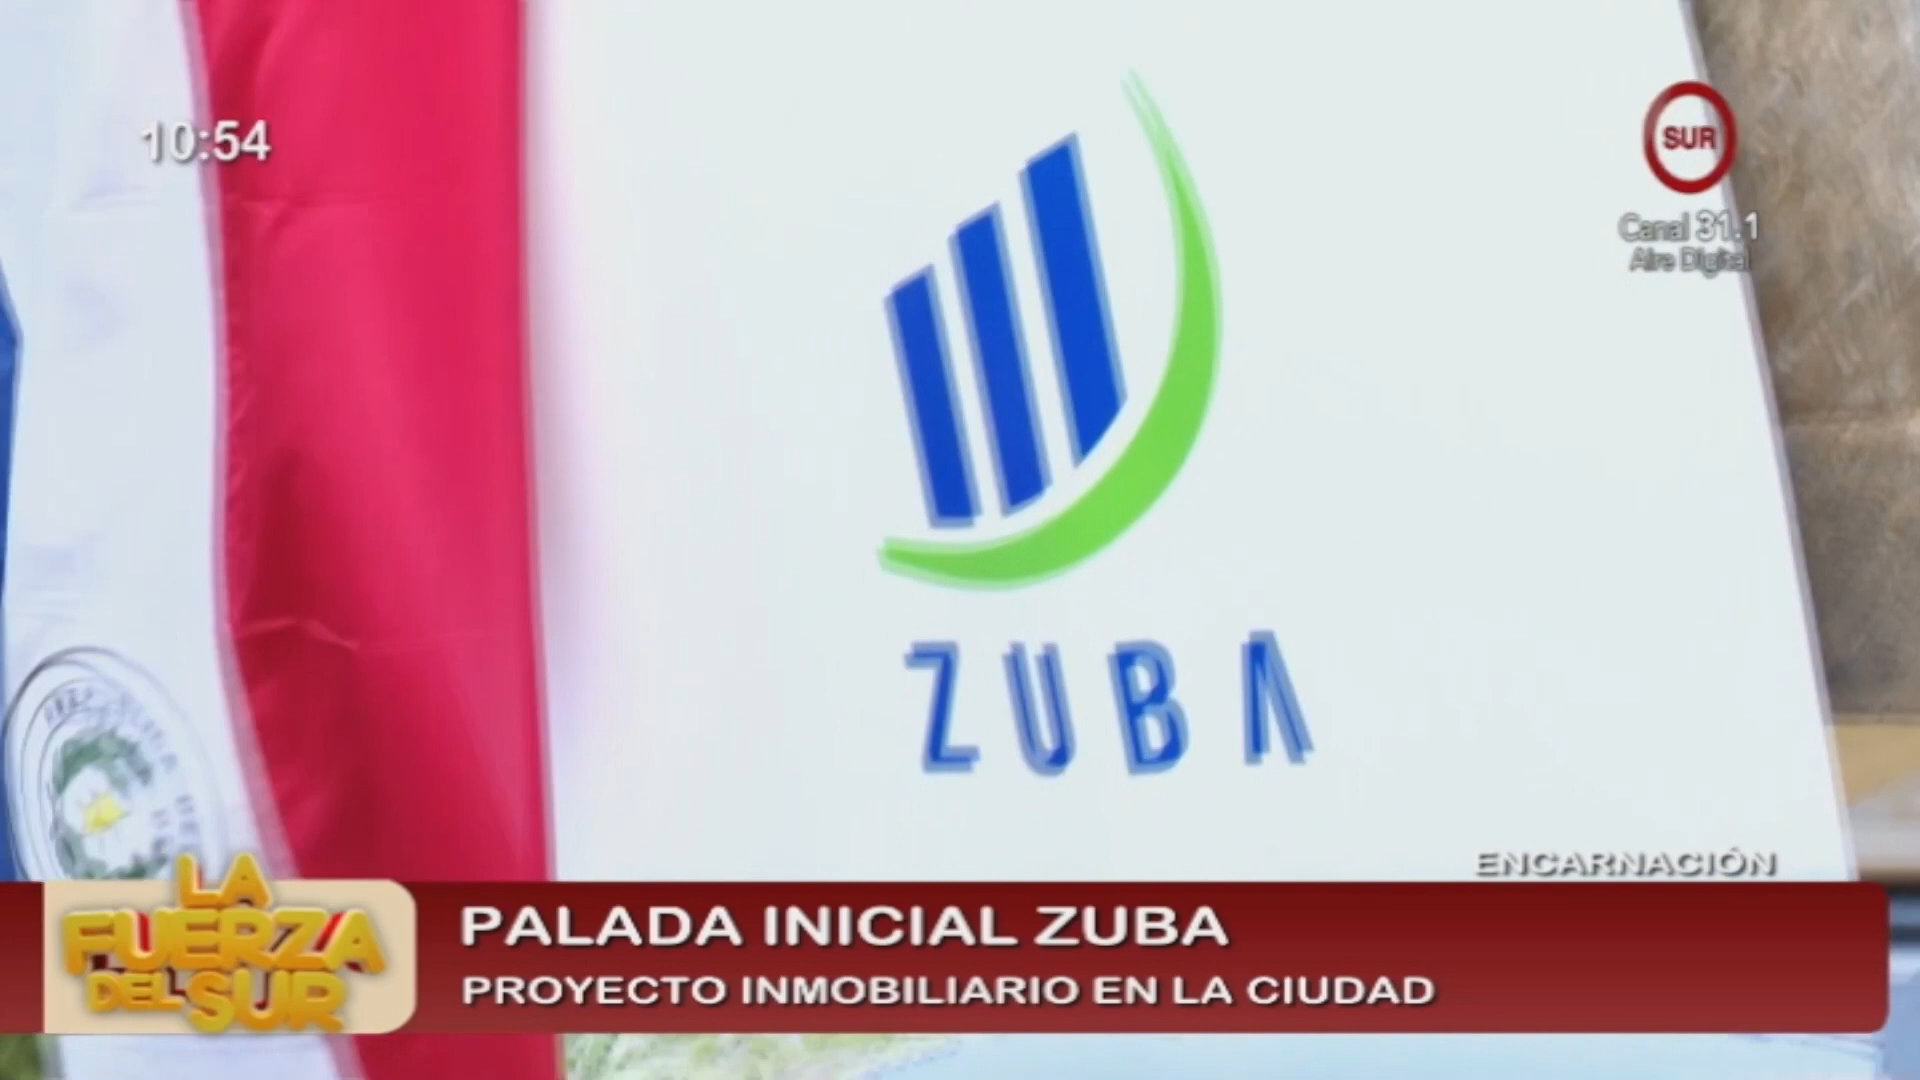 10:54
SUR
Canal 31.1
Aire Digital
ZUBA
ENCARNACIÓN
LA
FUERZA
DEL SUR
PALADA INICIAL ZUBA
PROYECTO INMOBILIARIO EN LA CIUDAD